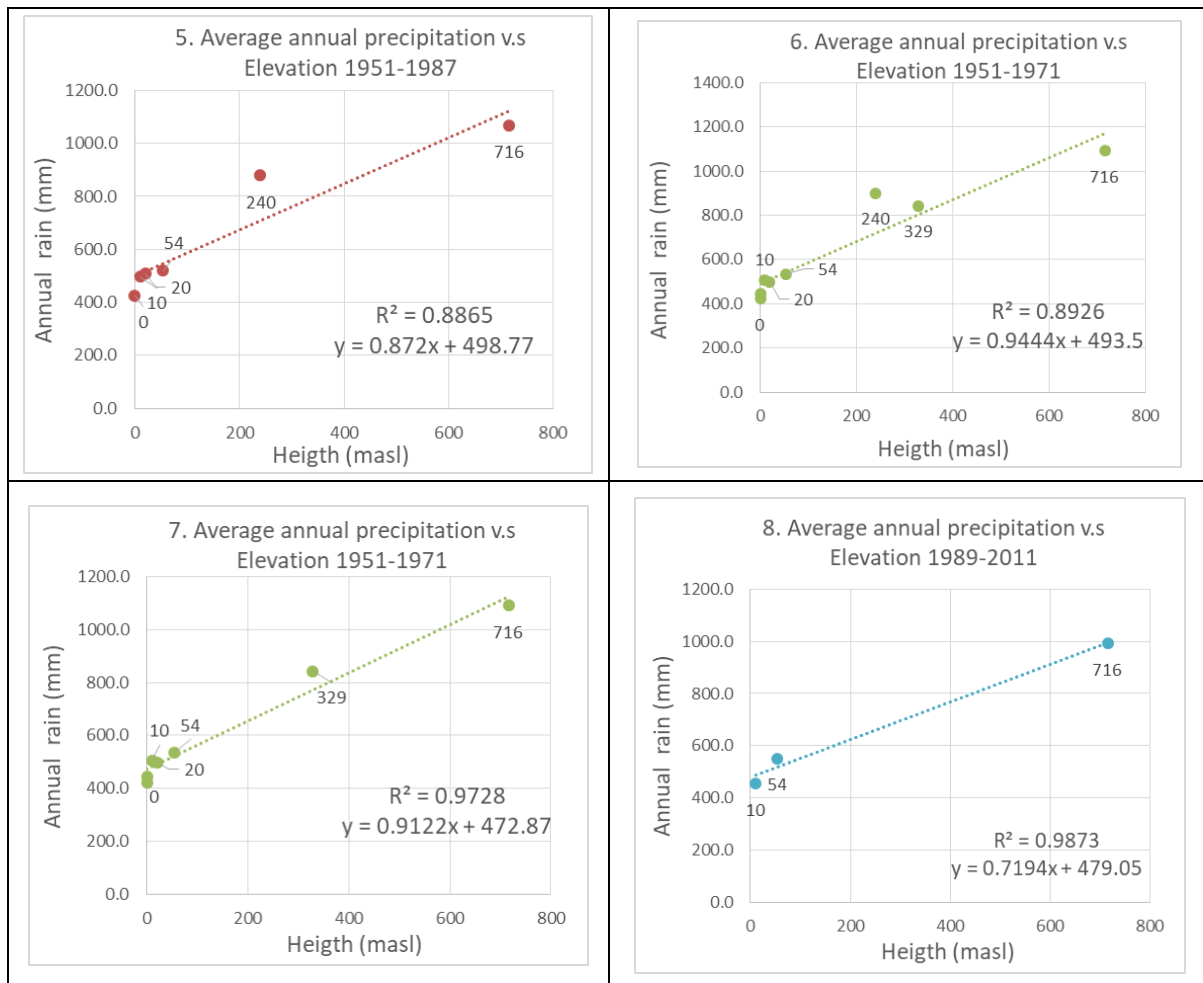 5. Average annual precipitation v.s
Elevation 1951-1987
1200.0
1000.0
800.0
600.0
400.0
200.0
0.0
Annual rain (mm)
716
240
54
20
10
0
R² = 0.8865
y = 0.872x + 498.77
0 200 400 600 800
Heigth (masl)
6. Average annual precipitation v.s
Elevation 1951-1971
1400.0
1200.0
1000.0
800.0
600.0
400.0
200.0
0.0
Annual rain (mm)
716
240
329
10
54
20
0
R² = 0.8926
y = 0.9444x + 493.5
0 200 400 600 800
Heigth (masl)
7. Average annual precipitation v.s
Elevation 1951-1971
1200.0
1000.0
800.0
600.0
400.0
200.0
0.0
Annual rain (mm)
716
329
10
54
20
0
R² = 0.9728
y = 0.9122x + 472.87
0 200 400 600 800
Heigth (masl)
8. Average annual precipitation v.s
Elevation 1989-2011
1200.0
1000.0
800.0
600.0
400.0
200.0
0.0
Annual rain (mm)
716
54
10
R² = 0.9873
y = 0.7194x + 479.05
0 200 400 600 800
Heigth (masl)